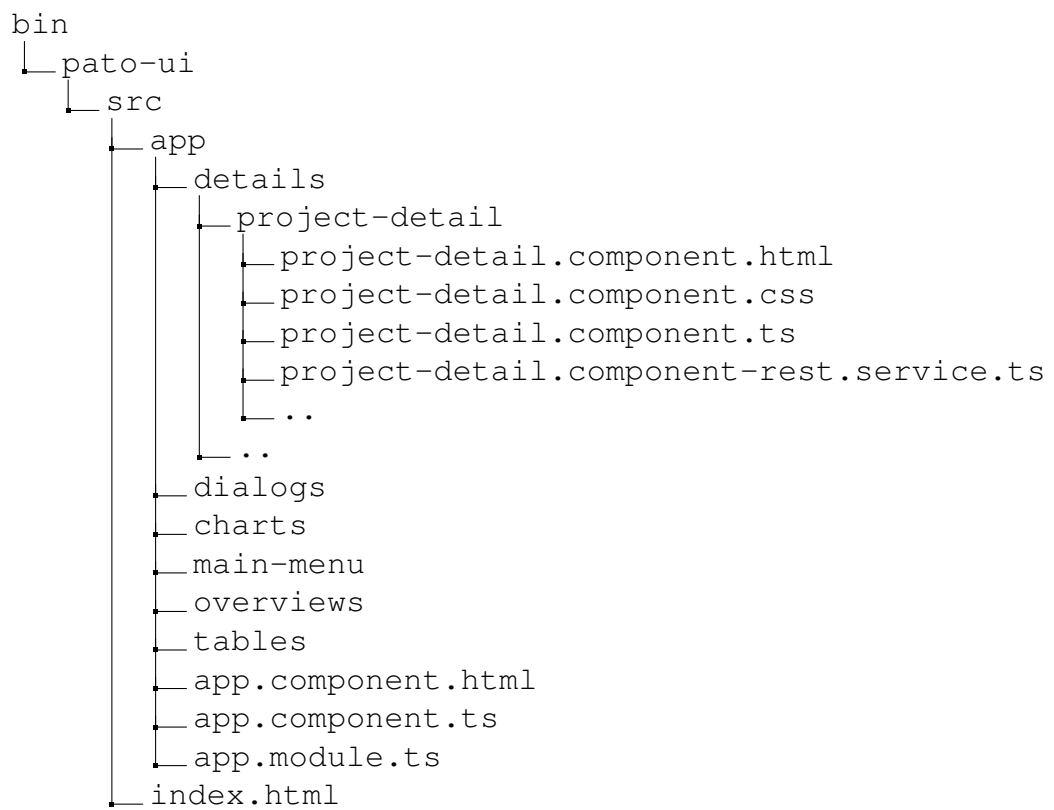 bin
pato-ui
src
app
details
project-detail
project-detail.component.html
project-detail.component.css
project-detail.component.ts
project-detail.component-rest.service.ts
..
..
dialogs
charts
main-menu
overviews
tables
app.component.html
app.component.ts
app.module.ts
index.html